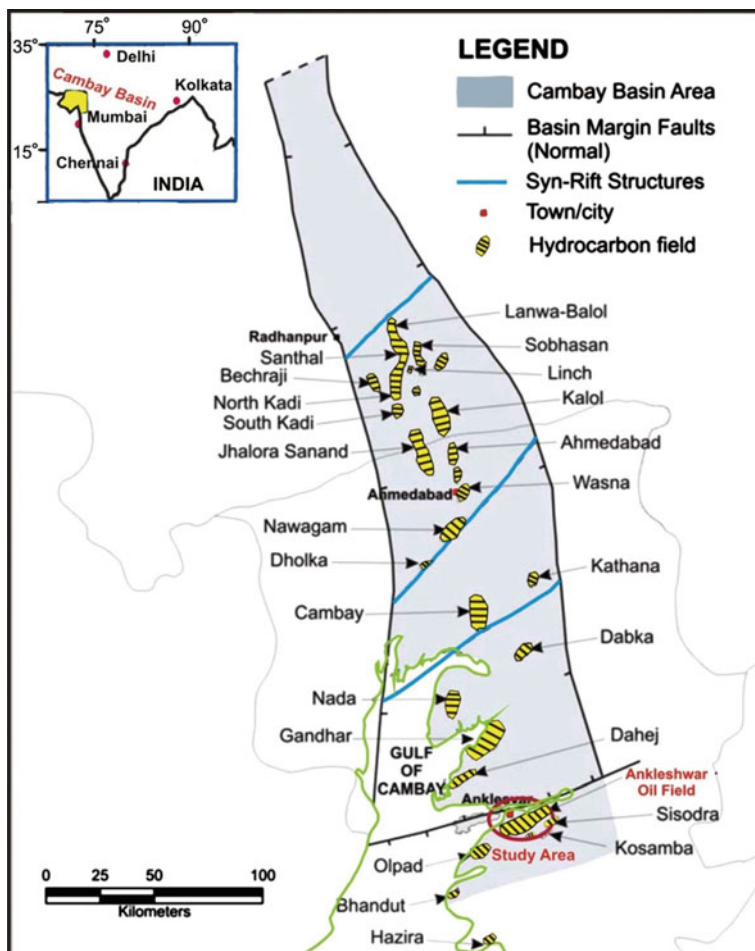 75°
90°
35°
Delhi
Cambay Basin
Kolkata
Mumbai
15°
Chennai
INDIA
LEGEND
Cambay Basin Area
Basin Margin Faults
(Normal)
Syn-Rift Structures
Town/city
Hydrocarbon field
Lanwa-Balol
Radhanpur
Sobhasan
Santhal
Linch
Bechraji
Kalol
North Kadi
South Kadi
Ahmedabad
Jhalora Sanand
Wasna
Ahmedabad
Nawagam
Dholka
Kathana
Cambay
Dabka
Nada
Gandhar
Dahej
GULF
OF
CAMBAY
Ankleshwar
Oil Field
Anklesvar
Sisodra
Kosamba
Study Area
Olpad
Bhandut
Hazira
0 25 50 100
Kilometers